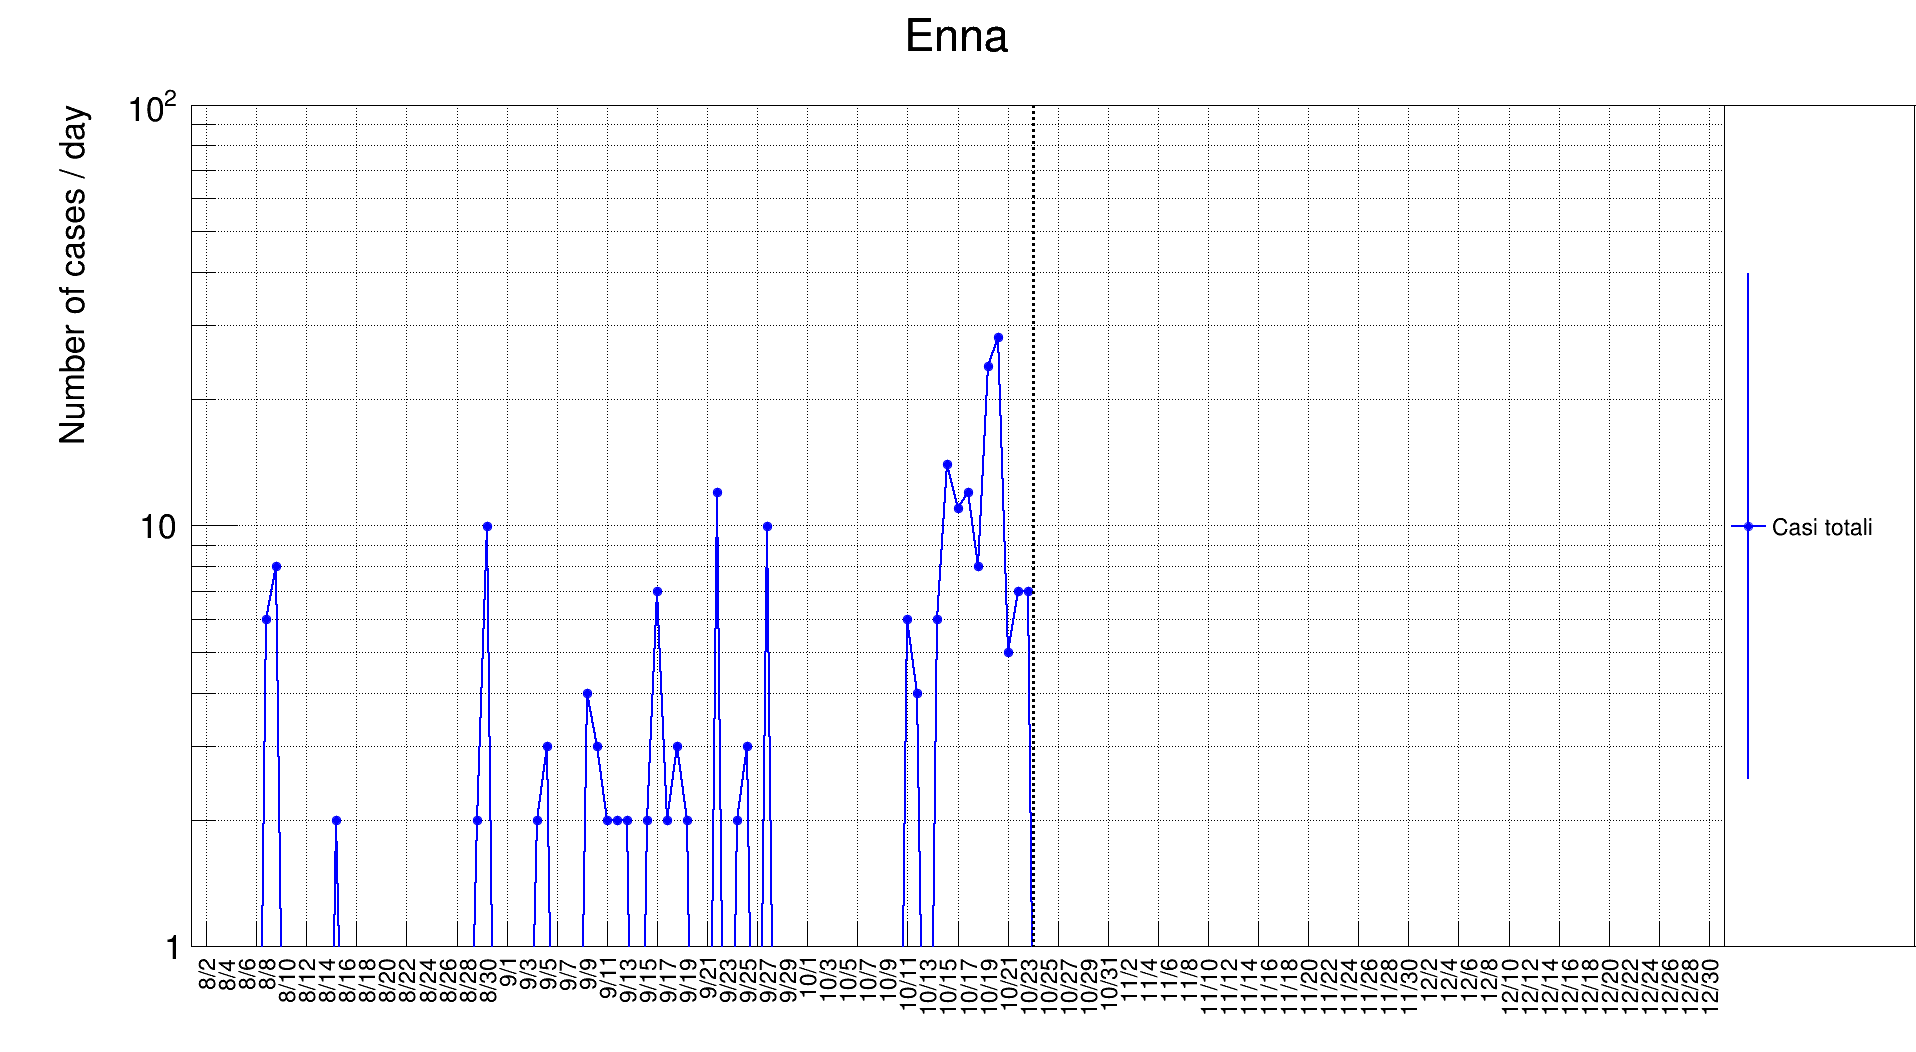 Enna
Number of cases / day
10²
10
1
8/2 8/4 8/6 8/8 8/10 8/12 8/14 8/16 8/18 8/20 8/22 8/24 8/26 8/28 8/30 9/1 9/3 9/5 9/7 9/9 9/11 9/13 9/15 9/17 9/19 9/21 9/23 9/25 9/27 9/29 10/1 10/3 10/5 10/7 10/9 10/11 10/13 10/15 10/17 10/19 10/21 10/23 10/25 10/27 10/29 10/31 11/2 11/4 11/6 11/8 11/10 11/12 11/14 11/16 11/18 11/20 11/22 11/24 11/26 11/28 11/30 12/2 12/4 12/6 12/8 12/10 12/12 12/14 12/16 12/18 12/20 12/22 12/24 12/26 12/28 12/30
Casi totali